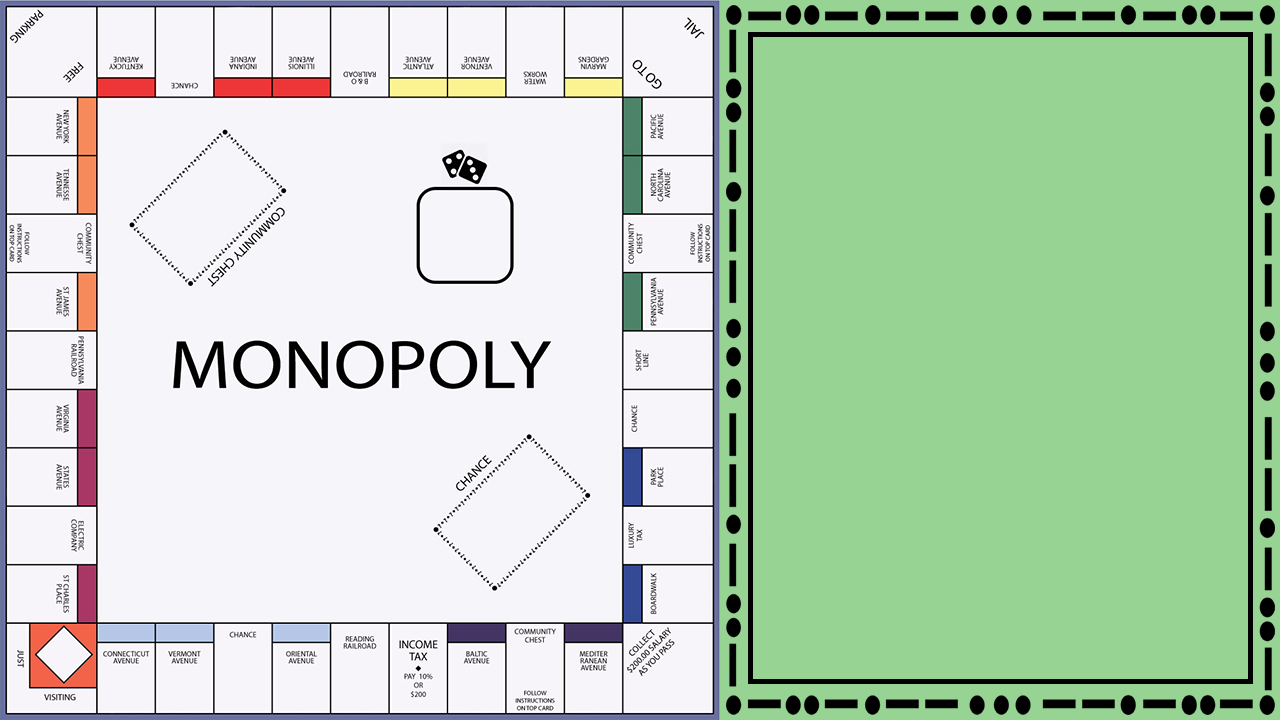 PARKING
FREE
KENTUCKY
AVENUE
CHANCE
INDIANA
AVENUE
ILLINOIS
AVENUE
B & O
RAILROAD
ATLANTIC
AVENUE
VENTNOR
AVENUE
WATER
WORKS
MARVIN
GARDENS
GO TO
JAIL
NEW YORK
AVENUE
TENNESSE
AVENUE
COMMUNITY
CHEST
FOLLOW
INSTRUCTIONS
ON TOP CARD
ST JAMES
AVENUE
PENNSYLVANIA
RAILROAD
VIRGINIA
AVENUE
STATES
AVENUE
ELECTRIC
COMPANY
ST CHARLES
PLACE
COMMUNITY CHEST
MONOPOLY
CHANCE
PACIFIC
AVENUE
NORTH
CAROLINA
AVENUE
COMMUNITY
CHEST
FOLLOW
INSTRUCTIONS
ON TOP CARD
PENNSYLVANIA
AVENUE
SHORT
LINE
CHANCE
PARK
PLACE
LUXURY
TAX
BOARDWALK
JUST
VISITING
CONNECTICUT
AVENUE
VERMONT
AVENUE
CHANCE
ORIENTAL
AVENUE
READING
RAILROAD
INCOME
TAX
PAY 10%
OR
$200
BALTIC
AVENUE
COMMUNITY
CHEST
FOLLOW
INSTRUCTIONS
ON TOP CARD
MEDITER
RANEAN
AVENUE
COLLECT
$200.00 SALARY
AS YOU PASS